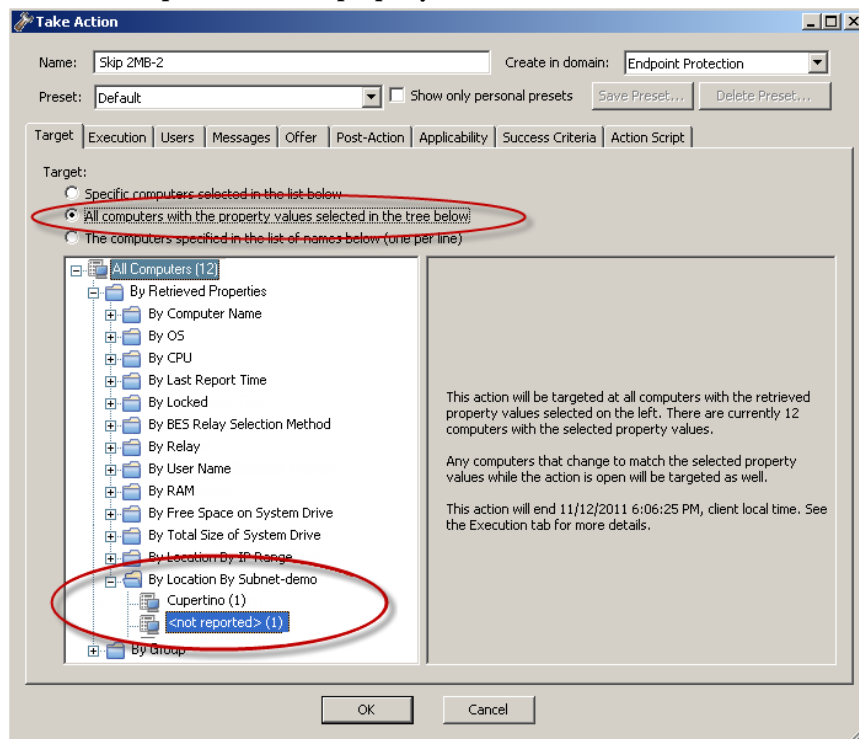 Take Action
Name: Skip 2MB-2 Create in domain: Endpoint Protection
Preset: Default Show only personal presets Save Preset... Delete Preset...
Target Execution Users Messages Offer Post-Action Applicability Success Criteria Action Script
Target:
Specific computers selected in the list below
All computers with the property values selected in the tree below
The computers specified in the list of names below (one per line)
All Computers (12)
By Retrieved Properties
By Computer Name
By OS
By CPU
By Last Report Time
By Locked
By BES Relay Selection Method
By Relay
By User Name
By RAM
By Free Space on System Drive
By Total Size of System Drive
By Location By IP Range
By Location By Subnet-demo
Cupertino (1)
<not reported> (1)
By Group
This action will be targeted at all computers with the retrieved
property values selected on the left. There are currently 12
computers with the selected property values.
Any computers that change to match the selected property
values while the action is open will be targeted as well.
This action will end 11/12/2011 6:06:25 PM, client local time. See
the Execution tab for more details.
OK Cancel